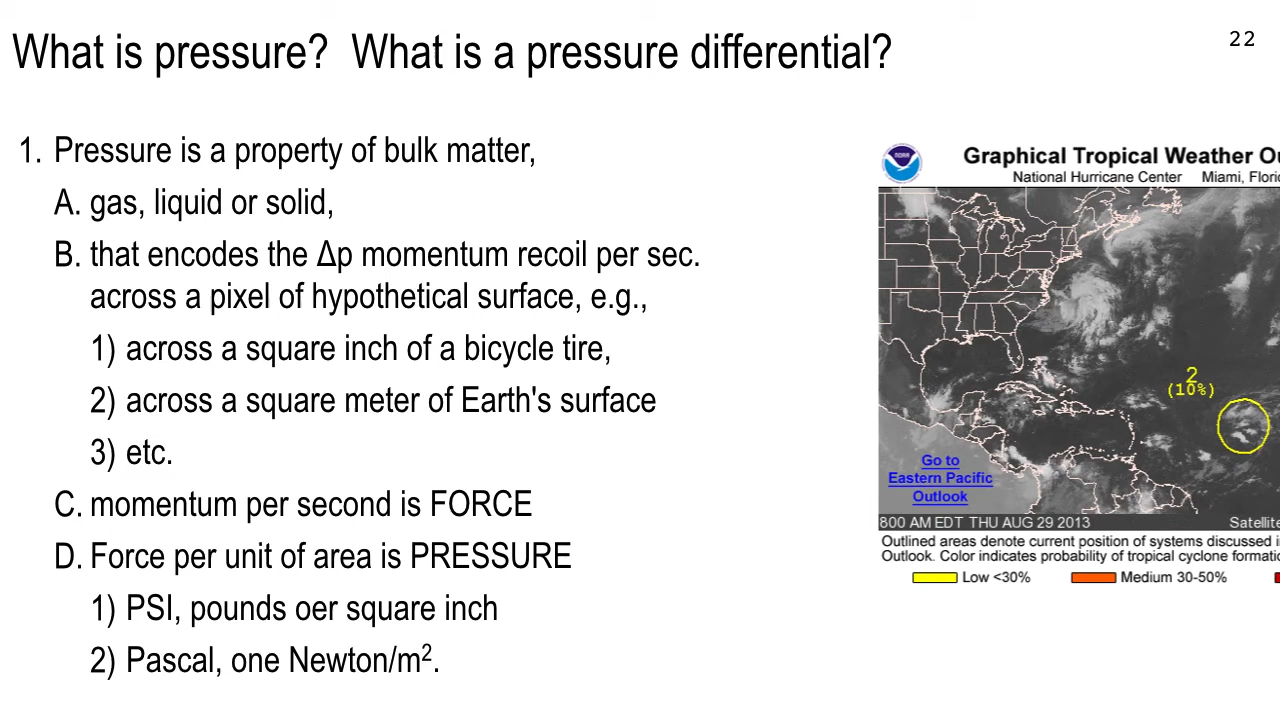 What is pressure? What is a pressure differential?
22
1. Pressure is a property of bulk matter,
A. gas, liquid or solid,
B. that encodes the Δp momentum recoil per sec.
across a pixel of hypothetical surface, e.g.,
1) across a square inch of a bicycle tire,
2) across a square meter of Earth's surface
3) etc.
C. momentum per second is FORCE
D. Force per unit of area is PRESSURE
1) PSI, pounds oer square inch
2) Pascal, one Newton/m².
NOAA
Graphical Tropical Weather Ou
National Hurricane Center Miami, Floric
2
(10%)
Go to
Eastern Pacific
Outlook
800 AM EDT THU AUG 29 2013 Satellite
Outlined areas denote current position of systems discussed i
Outlook. Color indicates probability of tropical cyclone formatic
Low <30% Medium 30-50%